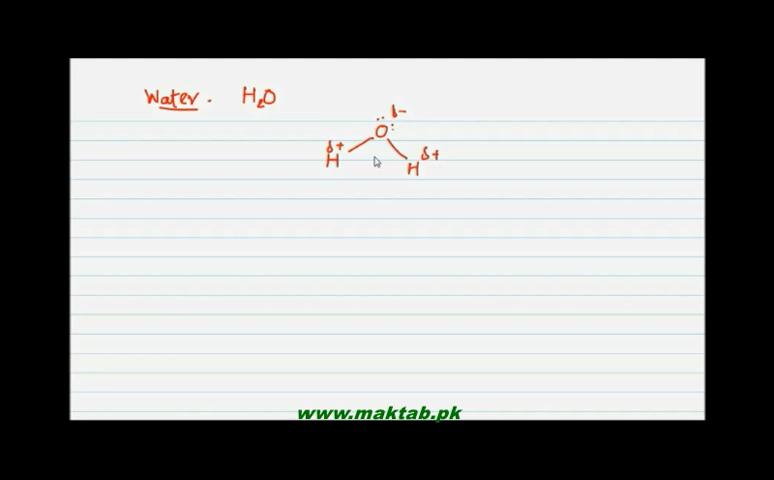 Water. H₂O
δ-
:O:
δ+ δ+
H H
www.maktab.pk